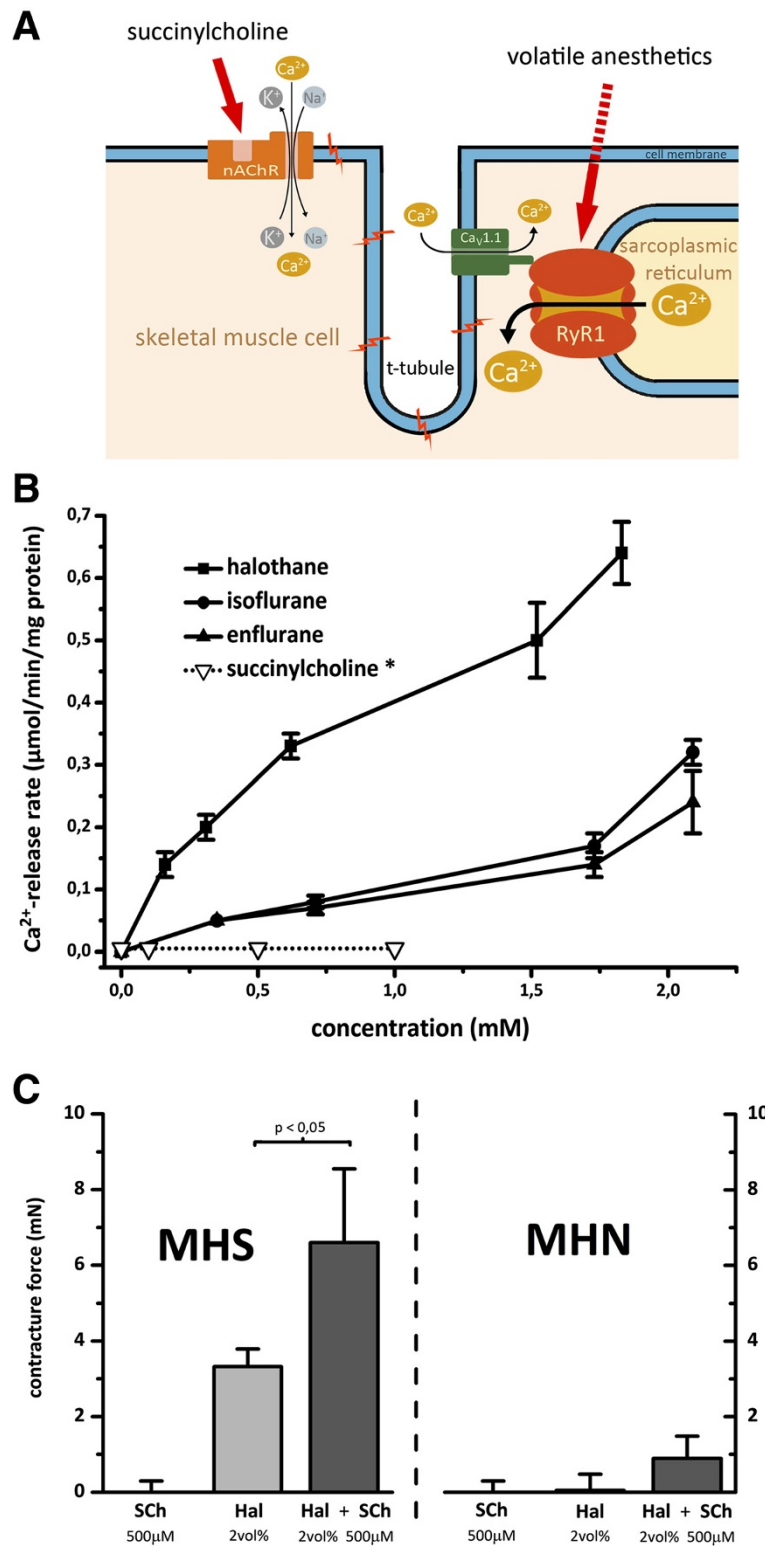 A
succinylcholine
volatile anesthetics
Ca2+
K+
Na+
nAChR
cell membrane
K+
Na+
Ca2+
Ca2+
CaV1.1
Ca2+
sarcoplasmic
reticulum
Ca2+
RyR1
Ca2+
skeletal muscle cell
t-tubule
B
Ca2+-release rate (µmol/min/mg protein)
0,7
0,6
0,5
0,4
0,3
0,2
0,1
0,0
halothane
isoflurane
enflurane
succinylcholine *
0,0 0,5 1,0 1,5 2,0
concentration (mM)
C
contracture force (mN)
10
8
6
4
2
0
p < 0,05
MHS
MHN
10
8
6
4
2
SCh Hal Hal + SCh SCh Hal Hal + SCh
500µM 2vol% 2vol% 500µM 500µM 2vol% 2vol% 500µM